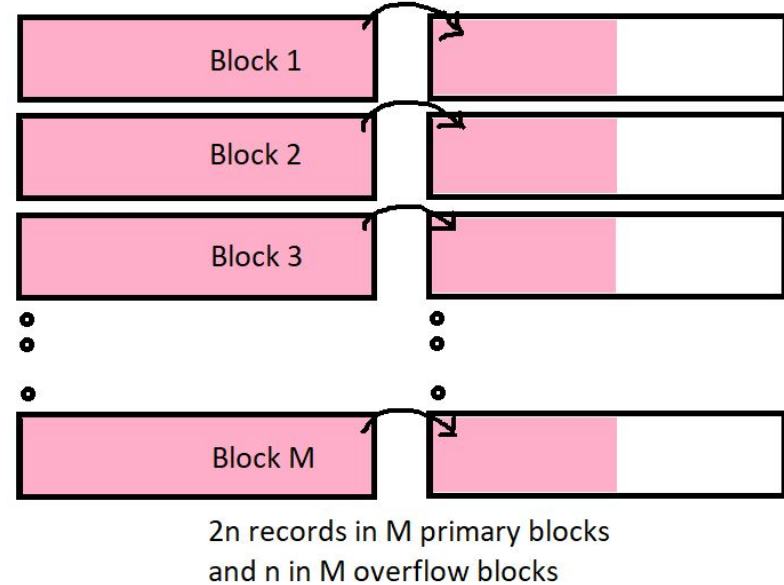 Block 1
Block 2
Block 3
Block M
2n records in M primary blocks
and n in M overflow blocks